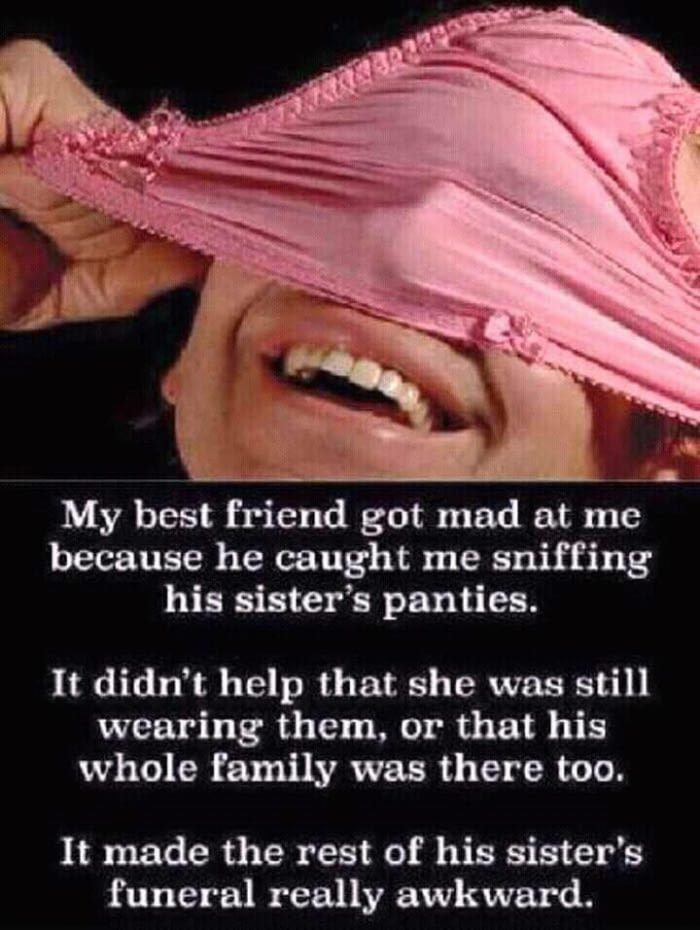 My best friend got mad at me
because he caught me sniffing
his sister's panties.
It didn't help that she was still
wearing them, or that his
whole family was there too.
It made the rest of his sister's
funeral really awkward.